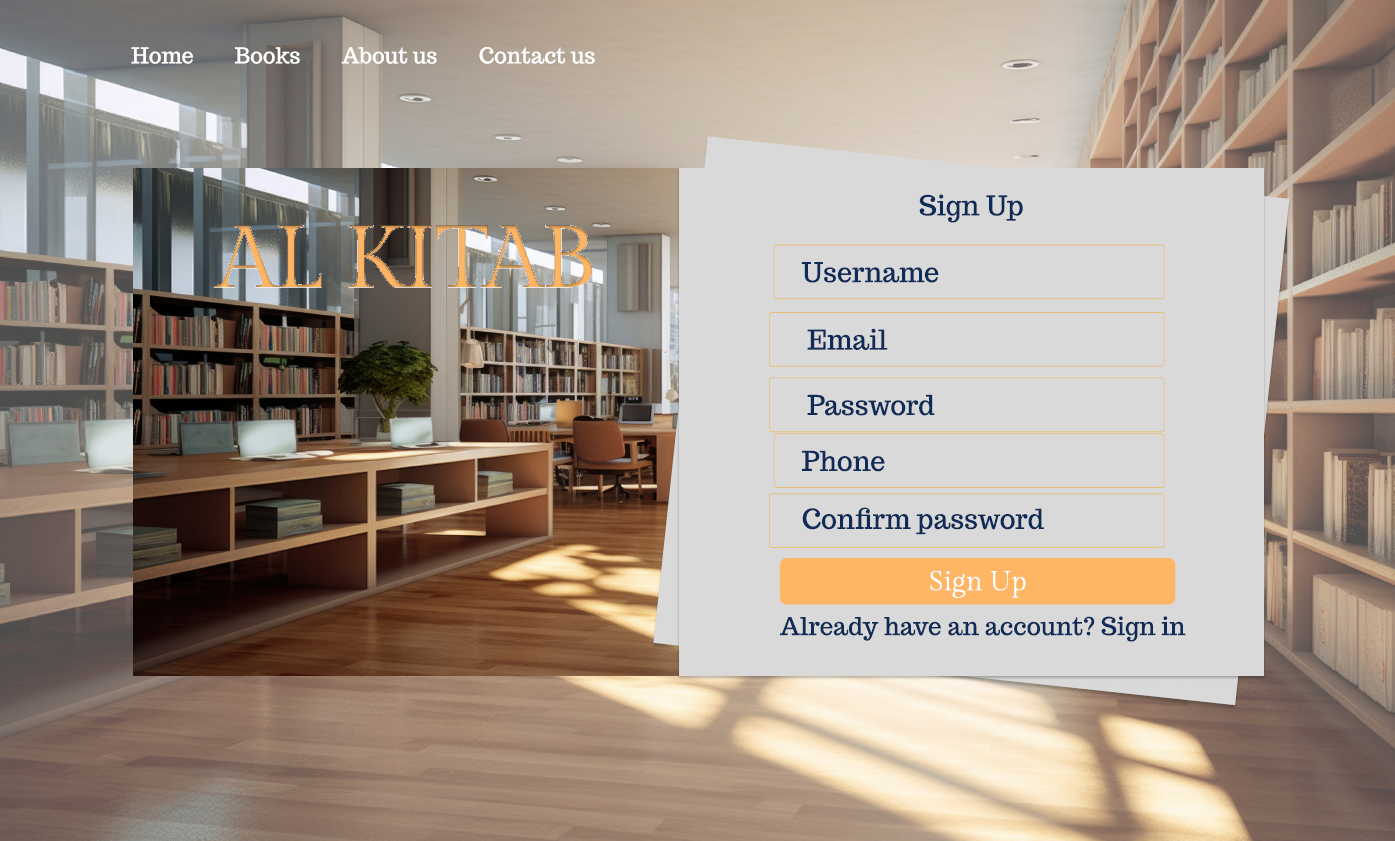 Home Books About us Contact us
AL KITAB
Sign Up
Username
Email
Password
Phone
Confirm password
Sign Up
Already have an account? Sign in